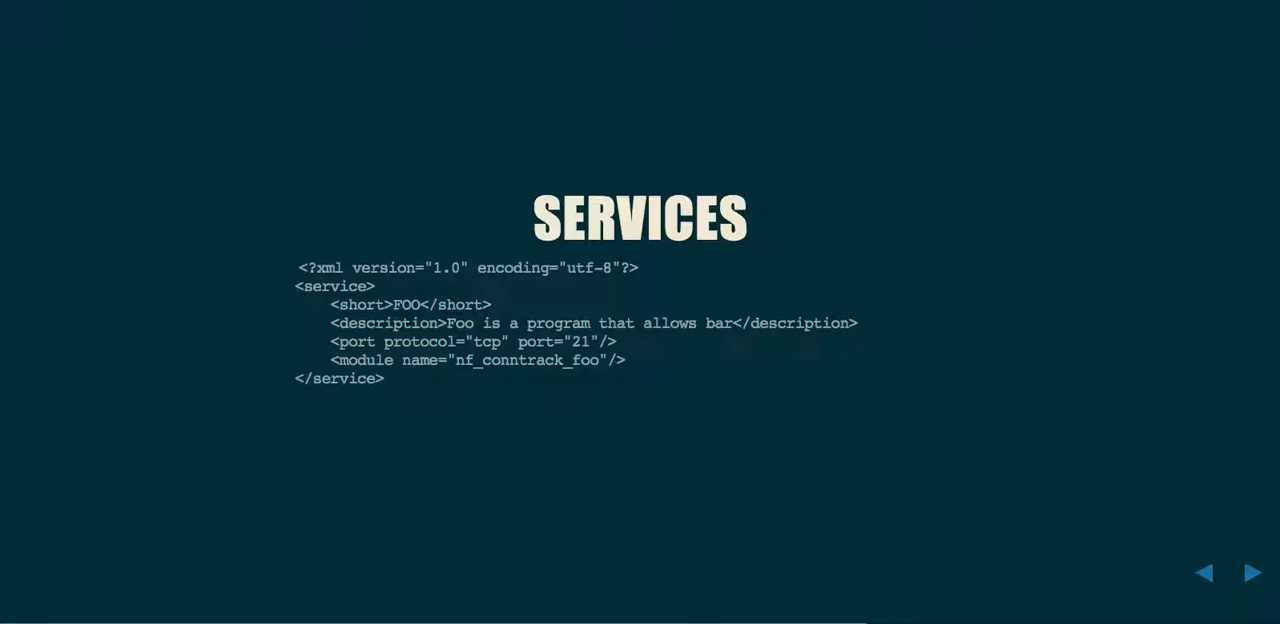 SERVICES
<?xml version="1.0" encoding="utf-8"?>
<service>
    <short>FOO</short>
    <description>Foo is a program that allows bar</description>
    <port protocol="tcp" port="21"/>
    <module name="nf_conntrack_foo"/>
</service>